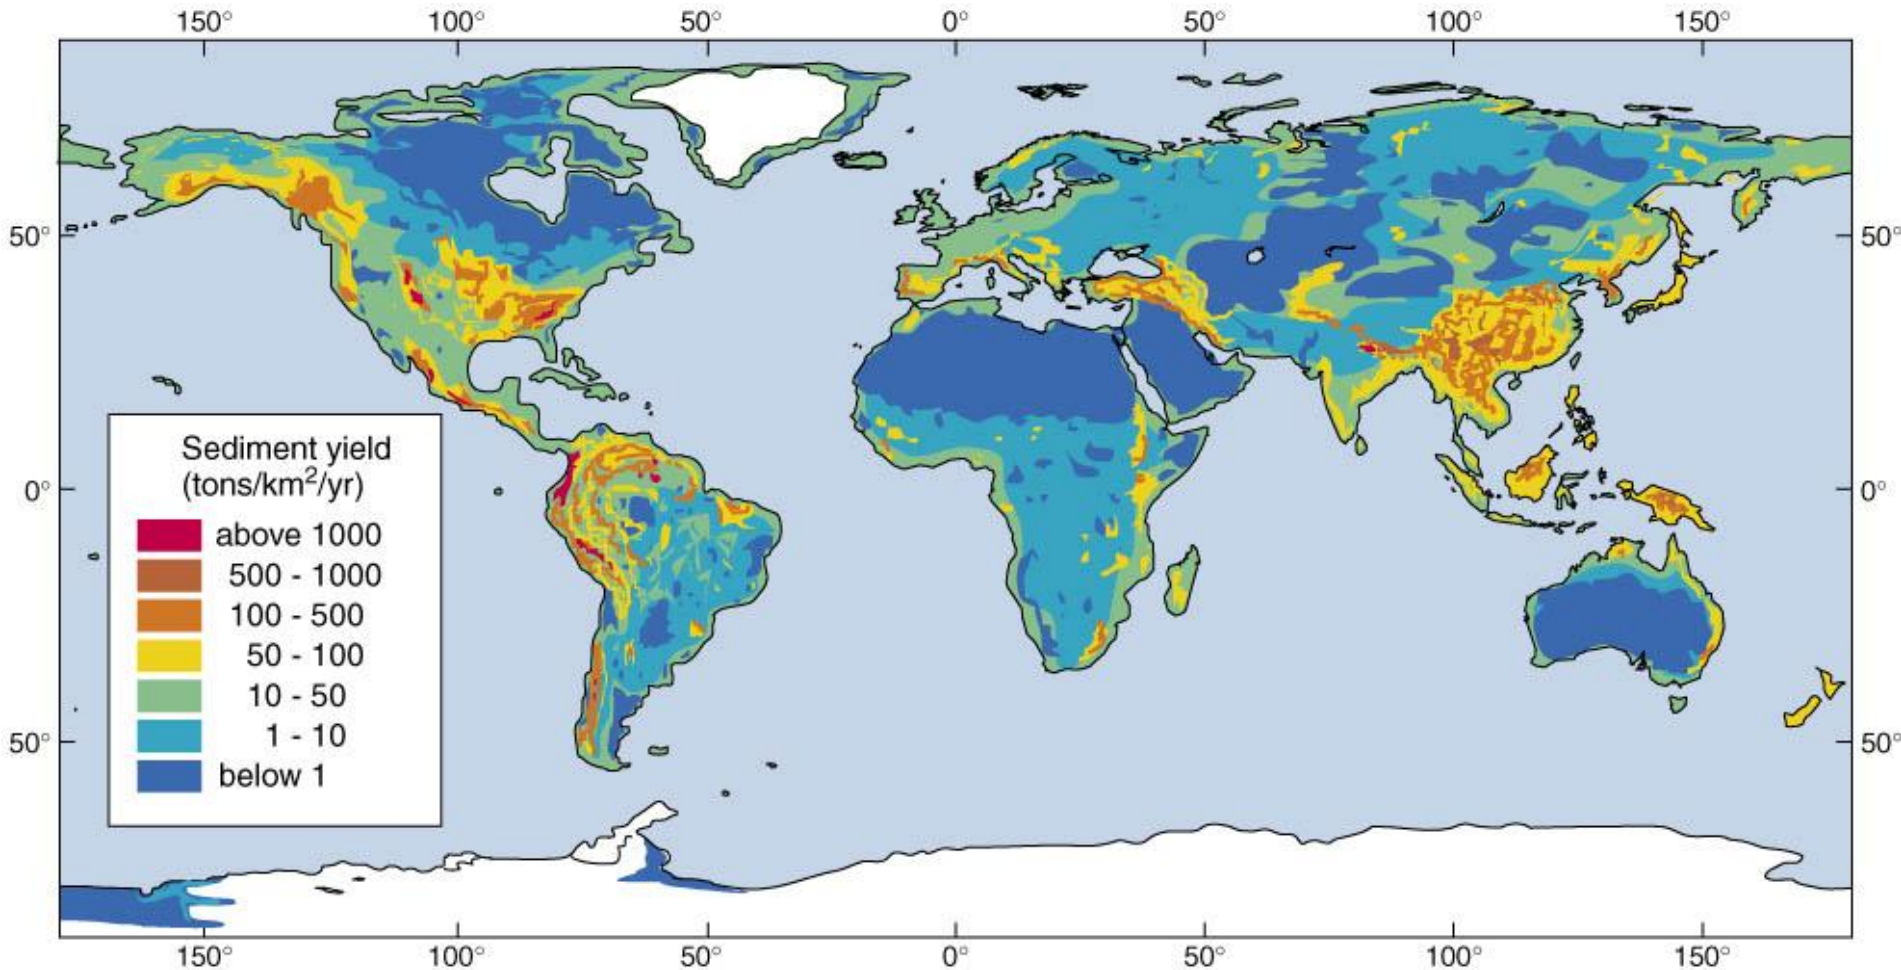 150° 100° 50° 0° 50° 100° 150°
50° 50°
0° 0°
Sediment yield
(tons/km²/yr)
above 1000
500 - 1000
100 - 500
50 - 100
10 - 50
1 - 10
below 1
50° 50°
150° 100° 50° 0° 50° 100° 150°